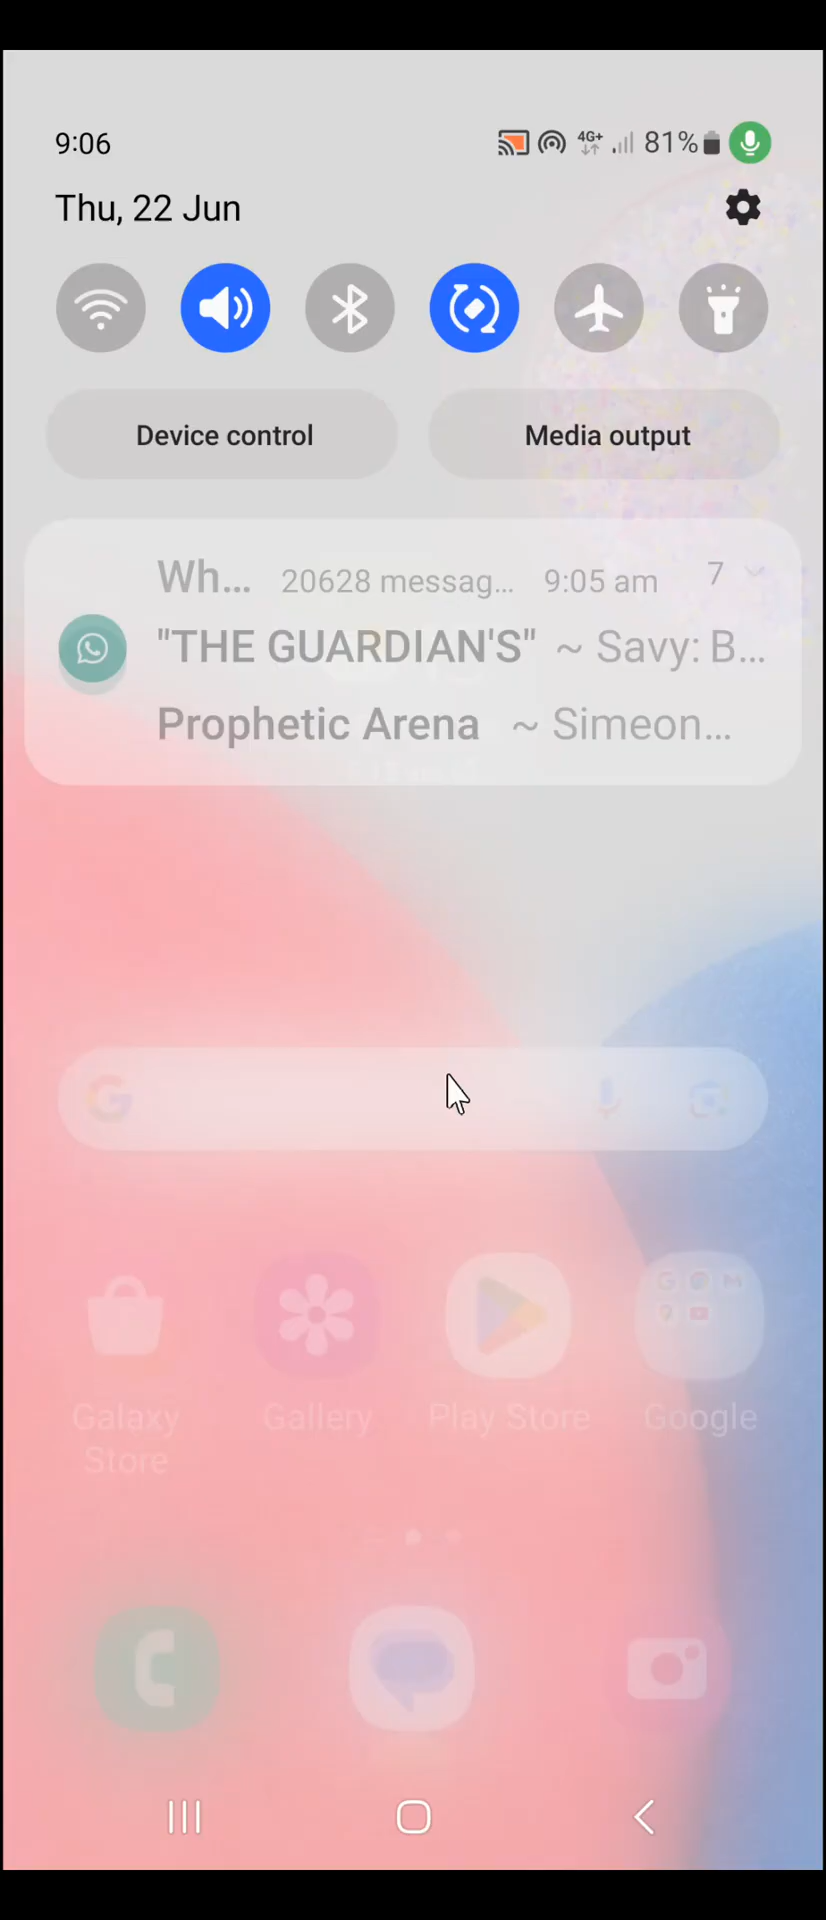 9:06
4G+
81%
Thu, 22 Jun
Device control
Media output
Wh... 20628 messag... 9:05 am 7
"THE GUARDIAN'S" ~ Savy: B...
Prophetic Arena ~ Simeon...
Galaxy Store
Gallery
Play Store
Google